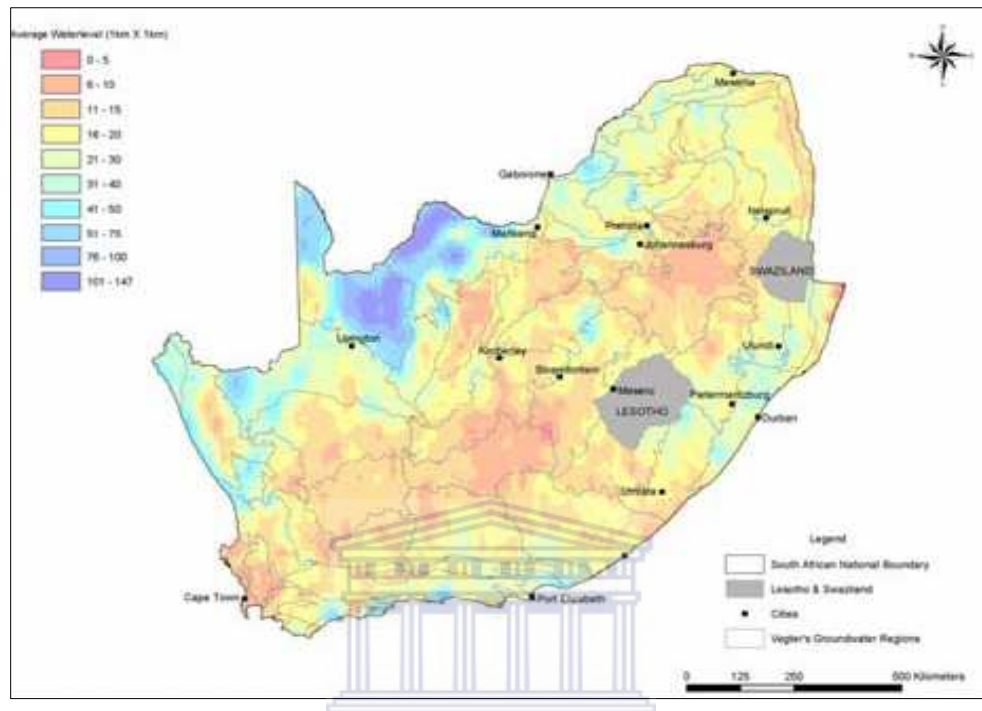 Average Waterlevel (1km X 1km)
0 - 5
6 - 10
11 - 15
16 - 20
21 - 30
31 - 40
41 - 50
51 - 75
76 - 100
101 - 147
Messina
Gaborone
Mafikeng
Pretoria
Johannesburg
Nelspruit
SWAZILAND
Upington
Kimberley
Bloemfontein
Ulundi
Maseru
LESOTHO
Pietermaritzburg
Durban
Umtata
Cape Town
Port Elizabeth
Legend
South African National Boundary
Lesotho & Swaziland
Cities
Vegter's Groundwater Regions
0 125 250 500 Kilometers